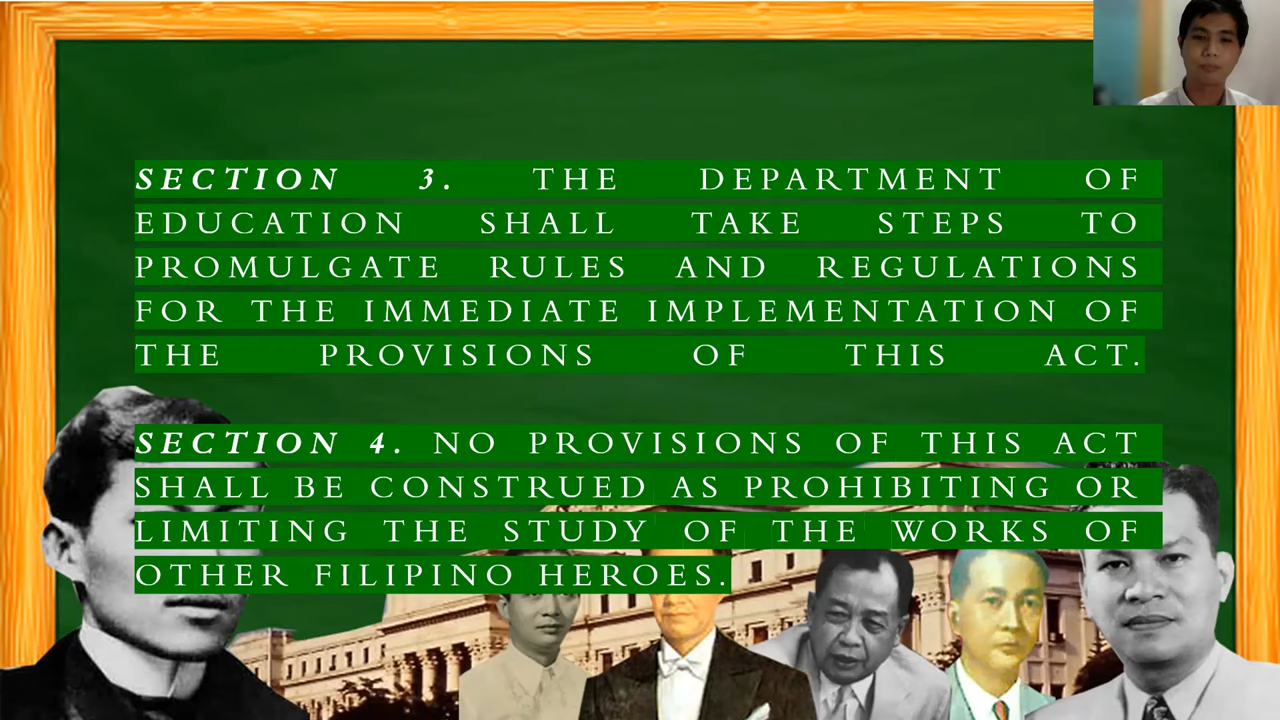 SECTION 3. THE DEPARTMENT OF
EDUCATION SHALL TAKE STEPS TO
PROMULGATE RULES AND REGULATIONS
FOR THE IMMEDIATE IMPLEMENTATION OF
THE PROVISIONS OF THIS ACT.
SECTION 4. NO PROVISIONS OF THIS ACT
SHALL BE CONSTRUED AS PROHIBITING OR
LIMITING THE STUDY OF THE WORKS OF
OTHER FILIPINO HEROES.